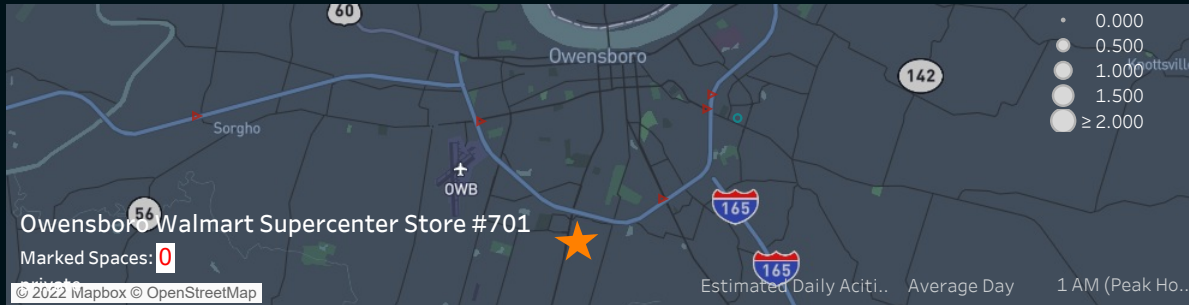 60
0.000
Owensboro
0.500
Knottsville
142
1.000
1.500
≥ 2.000
Sorgho
OWB
165
56
Owensboro Walmart Supercenter Store #701
Marked Spaces: 0
165
private
Estimated Daily Aciti.. Average Day 1 AM (Peak Ho..
© 2022 Mapbox © OpenStreetMap